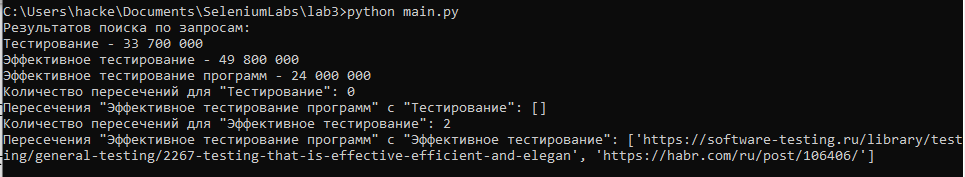 C:\Users\hacke\Documents\SeleniumLabs\lab3>python main.py
Результатов поиска по запросам:
Тестирование - 33 700 000
Эффективное тестирование - 49 800 000
Эффективное тестирование программ - 24 000 000
Количество пересечений для "Тестирование": 0
Пересечения "Эффективное тестирование программ" с "Тестирование": []
Количество пересечений для "Эффективное тестирование": 2
Пересечения "Эффективное тестирование программ" с "Эффективное тестирование": ['https://software-testing.ru/library/test
ing/general-testing/2267-testing-that-is-effective-efficient-and-elegan', 'https://habr.com/ru/post/106406/']